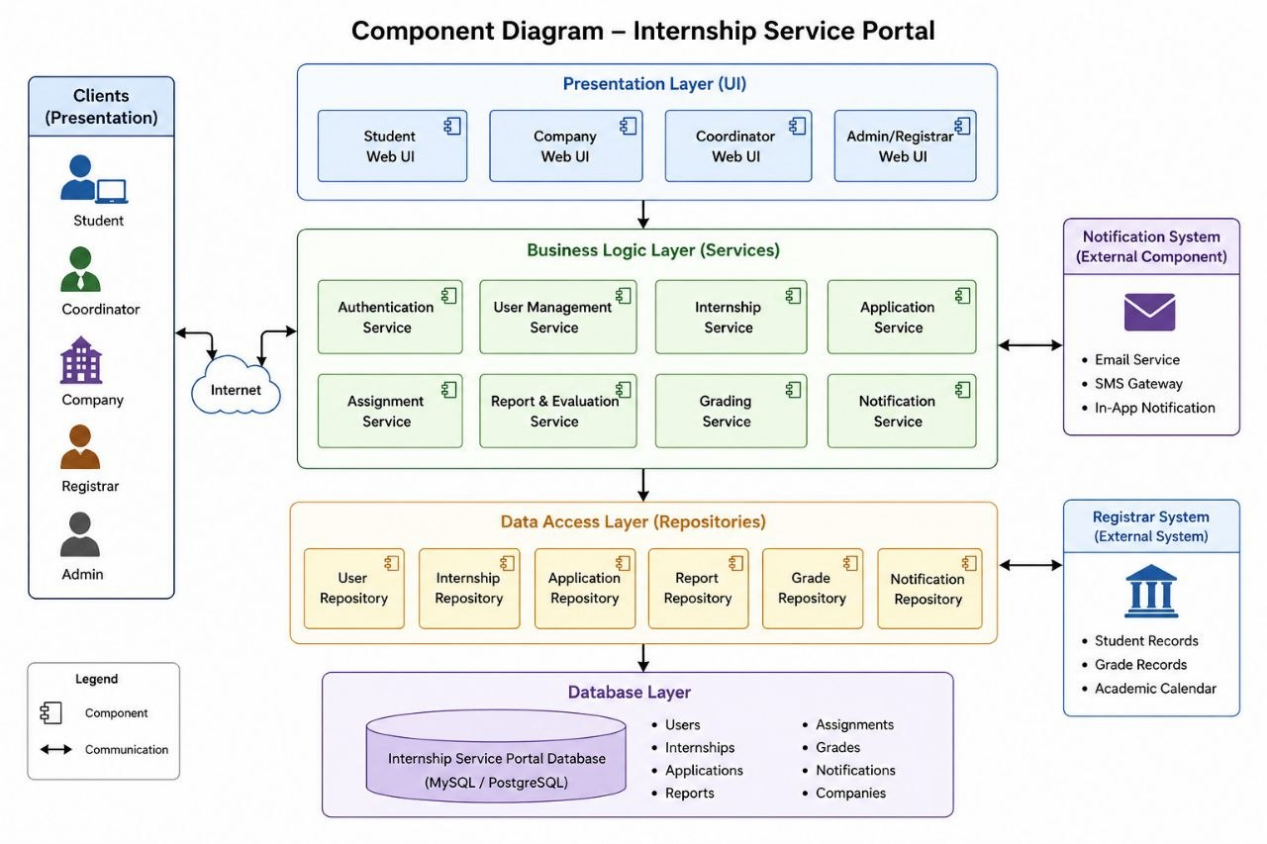 Component Diagram – Internship Service Portal
Clients
(Presentation)
Student
Coordinator
Company
Registrar
Admin
Internet
Presentation Layer (UI)
Student
Web UI
Company
Web UI
Coordinator
Web UI
Admin/Registrar
Web UI
Business Logic Layer (Services)
Authentication
Service
User Management
Service
Internship
Service
Application
Service
Assignment
Service
Report & Evaluation
Service
Grading
Service
Notification
Service
Notification System
(External Component)
• Email Service
• SMS Gateway
• In-App Notification
Data Access Layer (Repositories)
User
Repository
Internship
Repository
Application
Repository
Report
Repository
Grade
Repository
Notification
Repository
Registrar System
(External System)
• Student Records
• Grade Records
• Academic Calendar
Database Layer
Internship Service Portal Database
(MySQL / PostgreSQL)
• Users
• Internships
• Applications
• Reports
• Assignments
• Grades
• Notifications
• Companies
Legend
Component
Communication